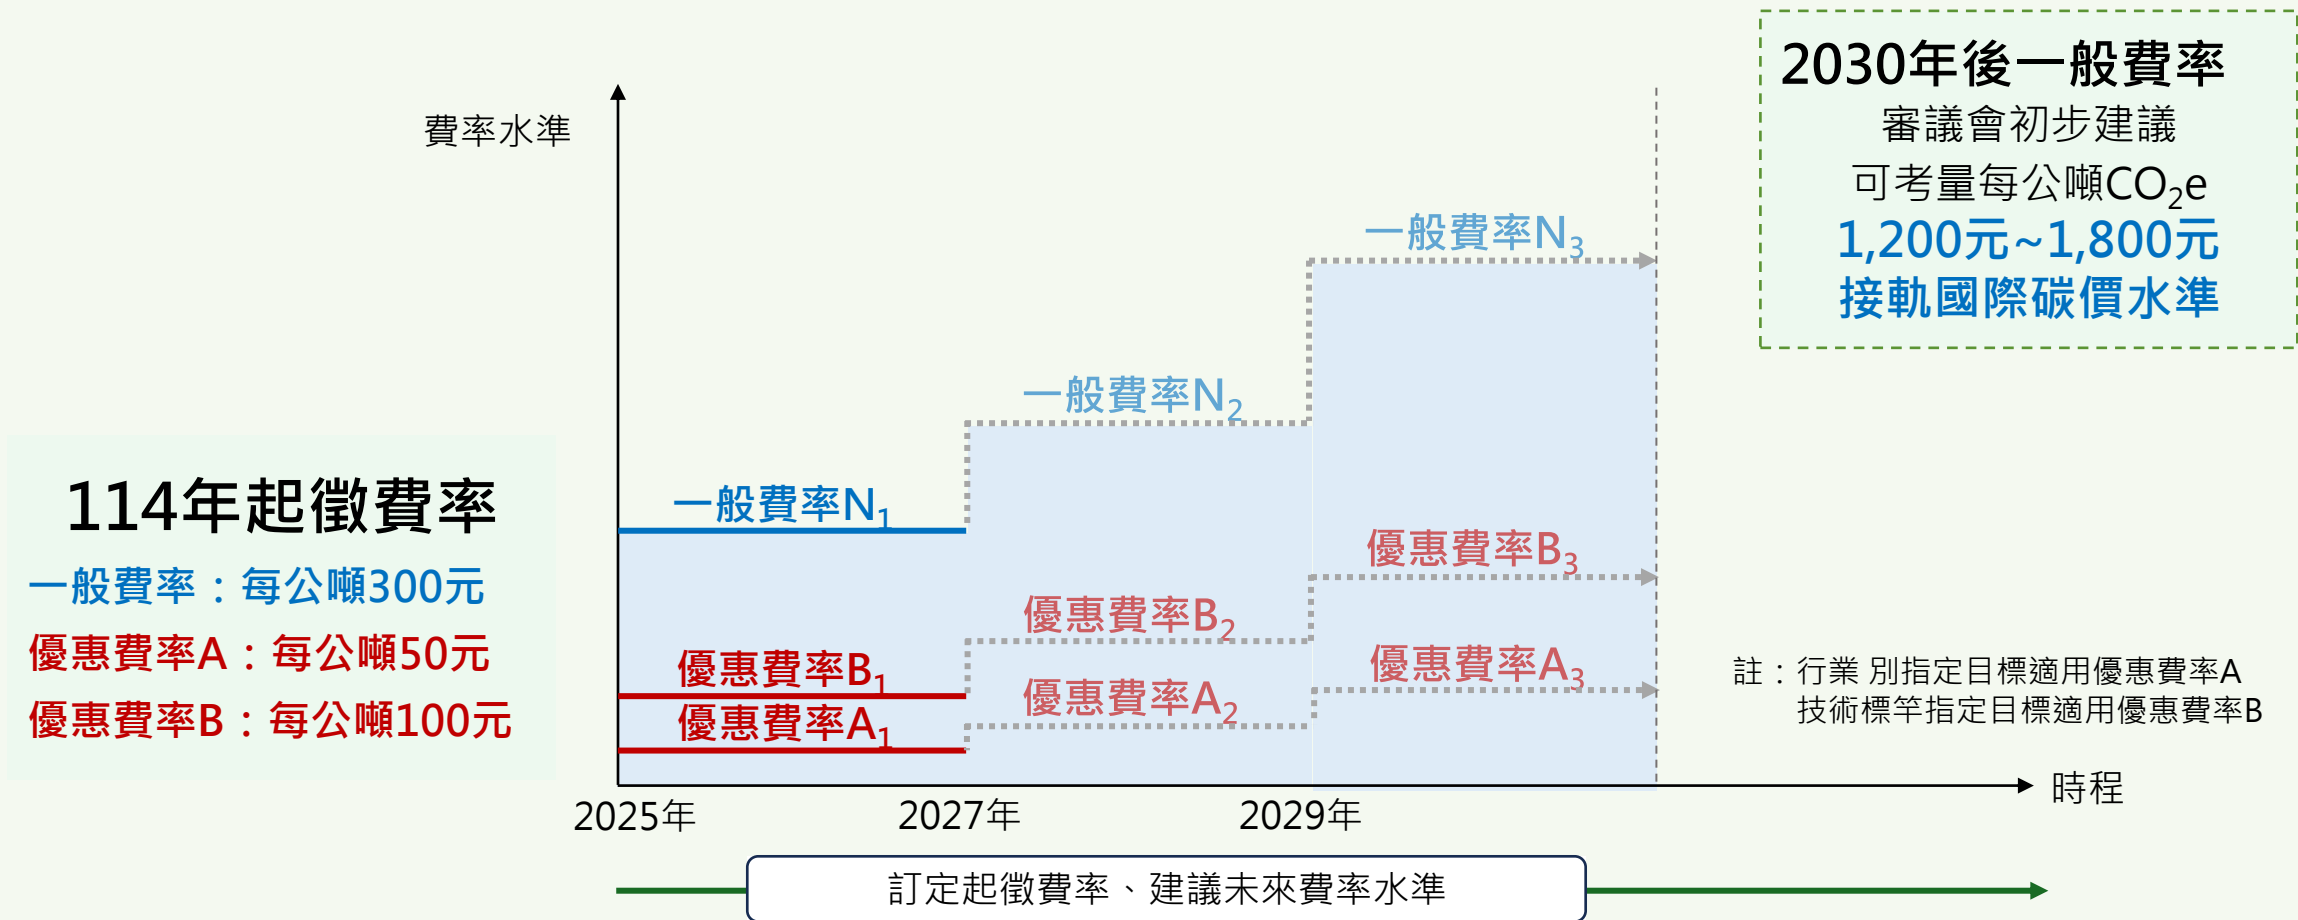 2030年後一般費率
審議會初步建議
可考量每公噸CO₂e
1,200元~1,800元
接軌國際碳價水準
費率水準
一般費率N₃
一般費率N₂
一般費率N₁
優惠費率B₃
優惠費率B₂
優惠費率B₁
優惠費率A₃
優惠費率A₂
優惠費率A₁
114年起徵費率
一般費率：每公噸300元
優惠費率A：每公噸50元
優惠費率B：每公噸100元
註：行業 別指定目標適用優惠費率A
技術標竿指定目標適用優惠費率B
2025年
2027年
2029年
時程
訂定起徵費率、建議未來費率水準